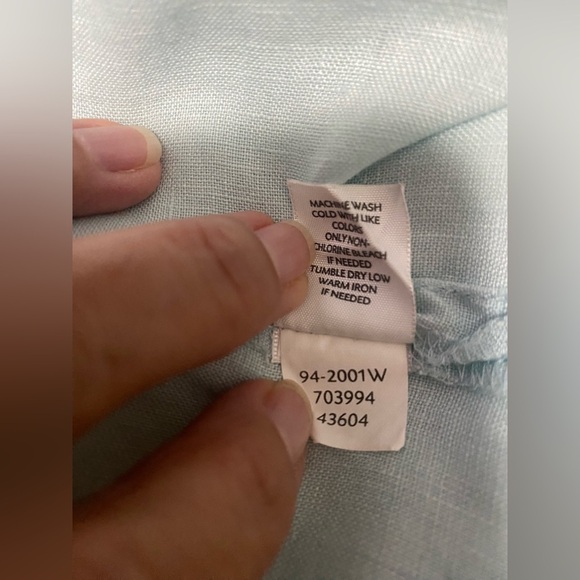 MACHINE WASH
COLD WITH LIKE
COLORS
ONLY NON-
CHLORINE BLEACH
IF NEEDED
TUMBLE DRY LOW
WARM IRON
IF NEEDED
94-2001W
703994
43604